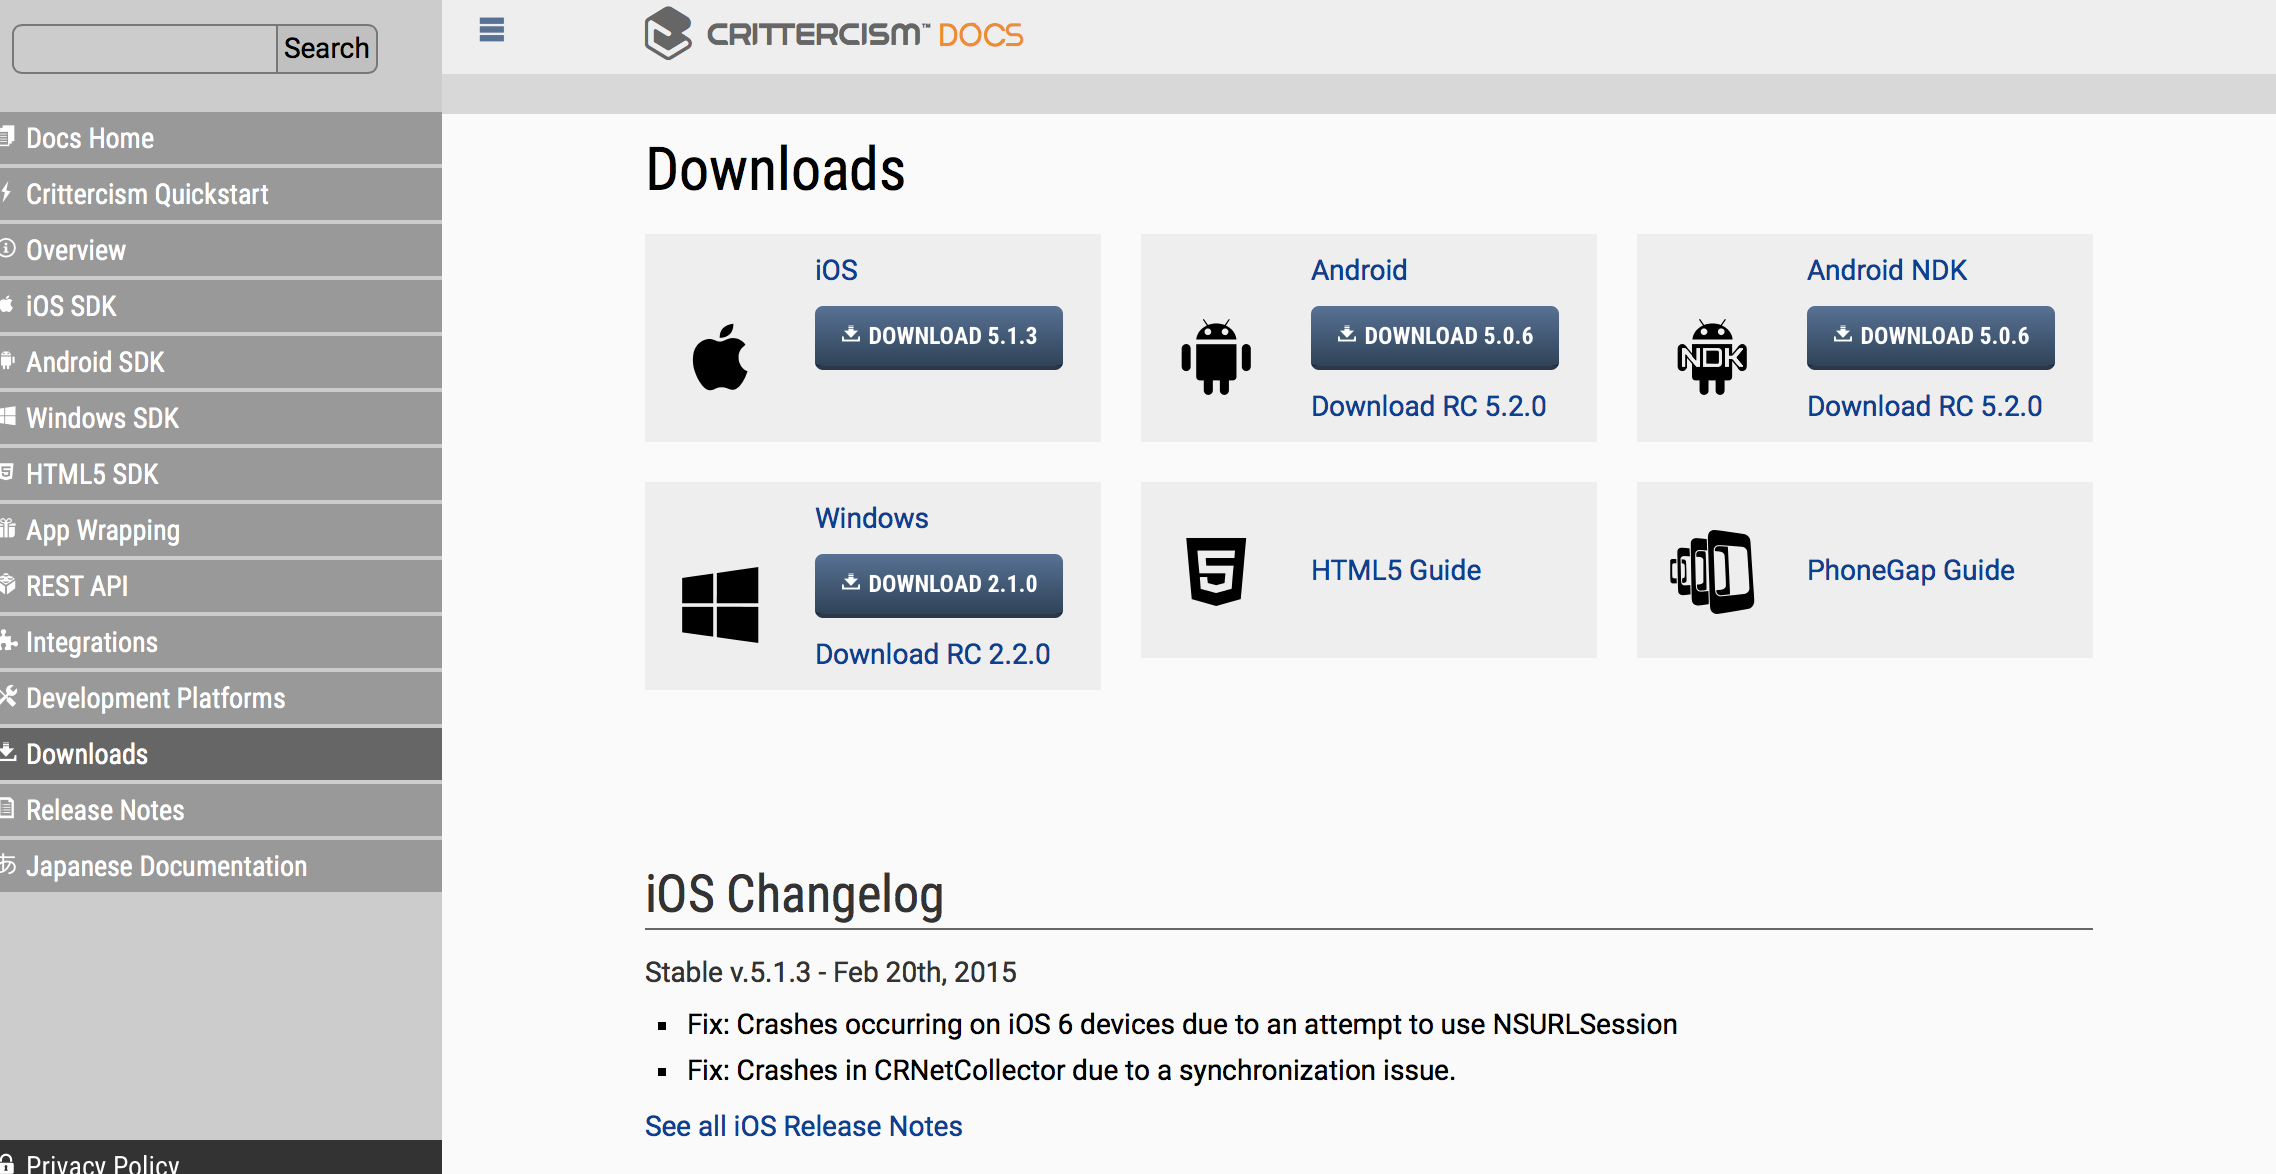 Search
Docs Home
Crittercism Quickstart
Overview
iOS SDK
Android SDK
Windows SDK
HTML5 SDK
App Wrapping
REST API
Integrations
Development Platforms
Downloads
Release Notes
あ Japanese Documentation
Privacy Policy
CRITTERCISM™ DOCS
Downloads
iOS
DOWNLOAD 5.1.3
Android
DOWNLOAD 5.0.6
Download RC 5.2.0
Android NDK
NDK
DOWNLOAD 5.0.6
Download RC 5.2.0
Windows
DOWNLOAD 2.1.0
Download RC 2.2.0
5
HTML5 Guide
PhoneGap Guide
iOS Changelog
Stable v.5.1.3 - Feb 20th, 2015
▪ Fix: Crashes occurring on iOS 6 devices due to an attempt to use NSURLSession
▪ Fix: Crashes in CRNetCollector due to a synchronization issue.
See all iOS Release Notes